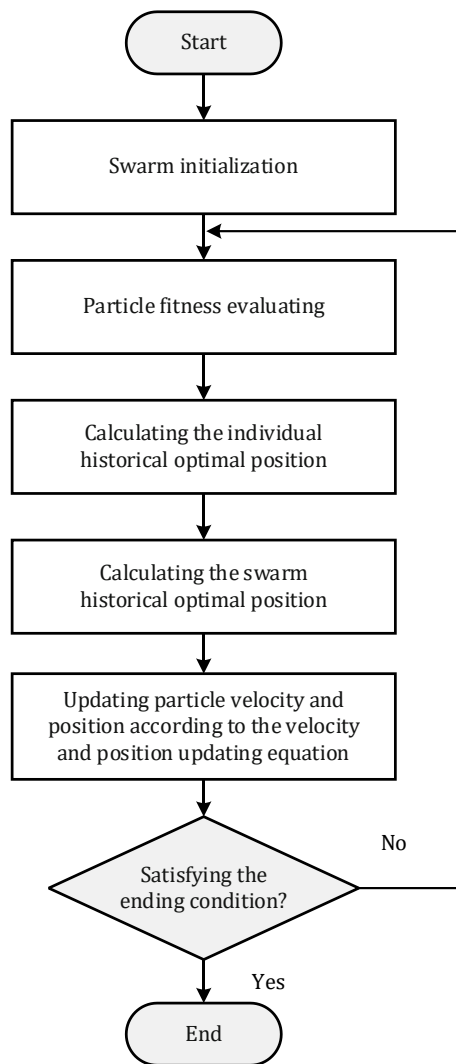 Start
Swarm initialization
Particle fitness evaluating
Calculating the individual
historical optimal position
Calculating the swarm
historical optimal position
Updating particle velocity and
position according to the velocity
and position updating equation
No
Satisfying the
ending condition?
Yes
End